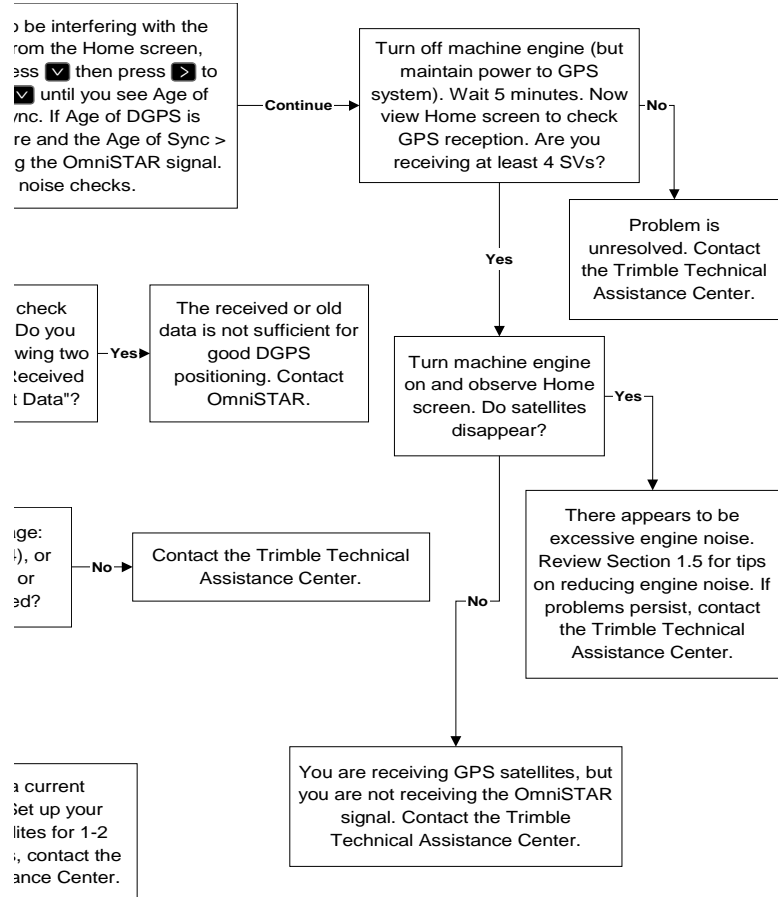 o be interfering with the
rom the Home screen,
ess then press to
until you see Age of
nc. If Age of DGPS is
re and the Age of Sync >
g the OmniSTAR signal.
noise checks.
Continue
Turn off machine engine (but
maintain power to GPS
system). Wait 5 minutes. Now
view Home screen to check
GPS reception. Are you
receiving at least 4 SVs?
No
Problem is
unresolved. Contact
the Trimble Technical
Assistance Center.
Yes
check
Do you
wing two
Received
t Data"?
Yes
The received or old
data is not sufficient for
good DGPS
positioning. Contact
OmniSTAR.
Turn machine engine
on and observe Home
screen. Do satellites
disappear?
Yes
There appears to be
excessive engine noise.
Review Section 1.5 for tips
on reducing engine noise. If
problems persist, contact
the Trimble Technical
Assistance Center.
age:
4), or
or
ed?
No
Contact the Trimble Technical
Assistance Center.
No
You are receiving GPS satellites, but
you are not receiving the OmniSTAR
signal. Contact the Trimble
Technical Assistance Center.
a current
Set up your
lites for 1-2
s, contact the
ance Center.